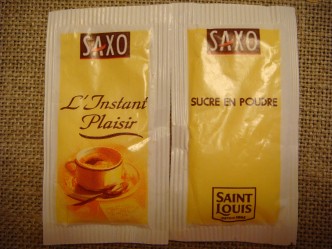 SAXO
L'Instant
Plaisir
SAXO
SUCRE EN POUDRE
SAINT
LOUIS